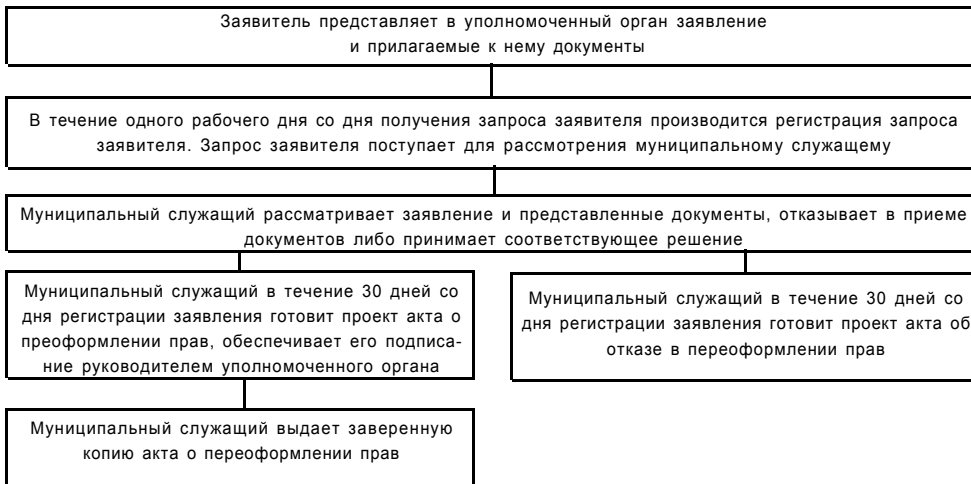 Заявитель представляет в уполномоченный орган заявление
и прилагаемые к нему документы
В течение одного рабочего дня со дня получения запроса заявителя производится регистрация запроса
заявителя. Запрос заявителя поступает для рассмотрения муниципальному служащему
Муниципальный служащий рассматривает заявление и представленные документы, отказывает в приеме
документов либо принимает соответствующее решение
Муниципальный служащий в течение 30 дней со
дня регистрации заявления готовит проект акта о
преоформлении прав, обеспечивает его подписа-
ние руководителем уполномоченного органа
Муниципальный служащий в течение 30 дней со
дня регистрации заявления готовит проект акта об
отказе в переоформлении прав
Муниципальный служащий выдает заверенную
копию акта о переоформлении прав